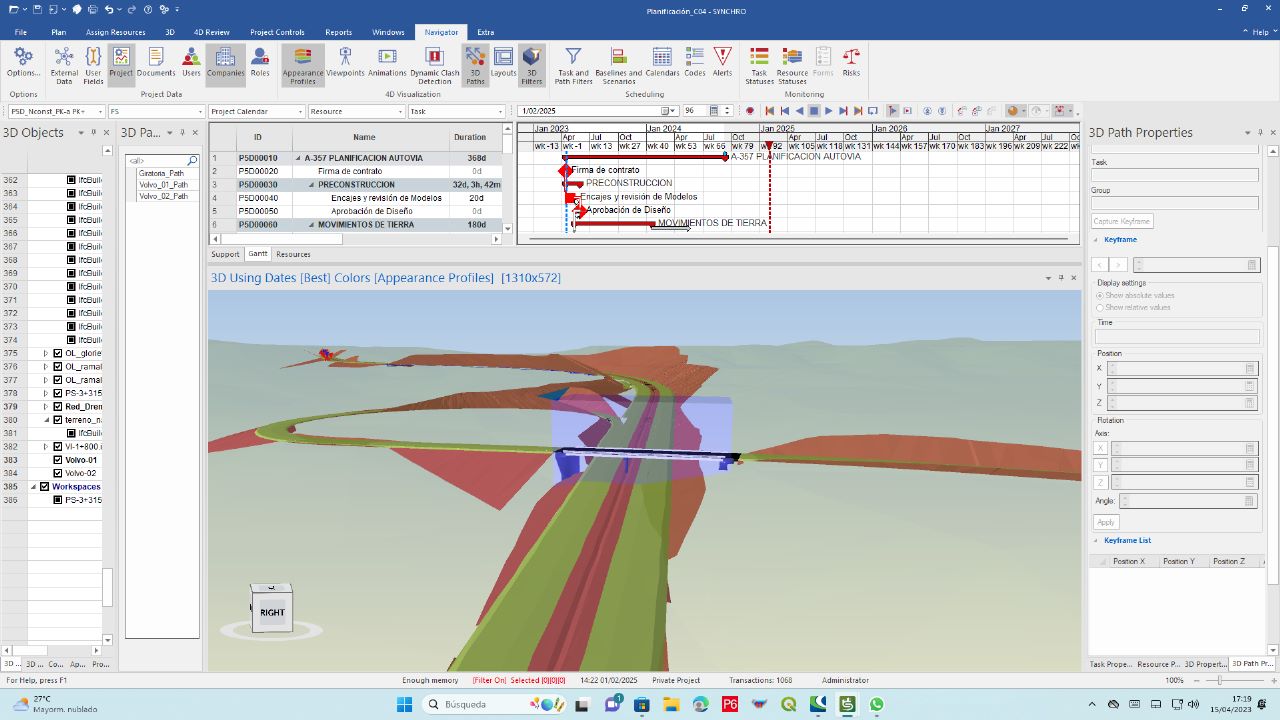 Planificación_C04 - SYNCHRO
File Plan Assign Resources 3D 4D Review Project Controls Reports Windows Navigator Extra Help
Options... External Data User Fields Project Documents Users Companies Roles Appearance Profiles Viewpoints Animations Dynamic Clash Detection 3D Paths Layouts 3D Filters Task and Path Filters Baselines and Scenarios Calendars Codes Alerts Task Statuses Resource Statuses Forms Risks
Options Project Data 4D Visualization Scheduling Monitoring
FS Project Calendar Resource Task 1/02/2025 96
3D Objects
362 IfcBuil
363 IfcBuil
364 IfcBuil
365 IfcBuil
366 IfcBuil
367 IfcBuil
368 IfcBuil
369 IfcBuil
370 IfcBuil
371 IfcBuil
372 IfcBuil
373 IfcBuil
374 IfcBuil
375 OL_glorie
376 OL_ramal
377 OL_ramal
378 PS-3+315
379 Red_Dren
380 terreno_na
381 IfcBuil
382 VI-1+680.i
383 Volvo-01
384 Volvo-02
385 Workspaces
386 PS-3+315
3D ... 3D ... Co... Ap... Pro...
3D Pa...
<all>
Giratoria_Path
Volvo_01_Path
Volvo_02_Path
ID Name Duration
1 P5D00010 A-357 PLANIFICACION AUTOVIA 368d
2 P5D00020 Firma de contrato 0d
3 P5D00030 PRECONSTRUCCION 32d, 3h, 42m
4 P5D00040 Encajes y revisión de Modelos 20d
5 P5D00050 Aprobación de Diseño 0d
6 P5D00060 MOVIMIENTOS DE TIERRA 180d
Jan 2023 Jan 2024 Jan 2025 Jan 2026 Jan 2027
Apr Jul Oct Apr Jul Oct Apr Jul Oct Apr Jul Oct Apr Jul Oct
wk -13 wk -1 wk 13 wk 27 wk 40 wk 53 wk 66 wk 79 wk 92 wk 105 wk 118 wk 131 wk 144 wk 157 wk 170 wk 183 wk 196 wk 209 wk 222
A-357 PLANIFICACION AUTOVIA
Firma de contrato
PRECONSTRUCCION
Encajes y revisión de Modelos
Aprobación de Diseño
MOVIMIENTOS DE TIERRA
Support Gantt Resources
3D Using Dates [Best] Colors [Appearance Profiles] [1310x572]
RIGHT
3D Path Properties
Task
Group
Capture Keyframe
Keyframe
Display settings
Show absolute values
Show relative values
Time
Position
X
Y
Z
Rotation
Axis:
X
Y
Z
Angle:
Apply
Keyframe List
Position X Position Y Position Z
Task Prope... Resource P... 3D Propert... 3D Path Pr...
For Help, press F1 Enough memory [Filter On] Selected [0][0][0] 14:22 01/02/2025 Private Project Transactions: 1068 Administrator 100%
27°C
Mayorm. nublado
Búsqueda
1
P6
17:19
15/04/2023